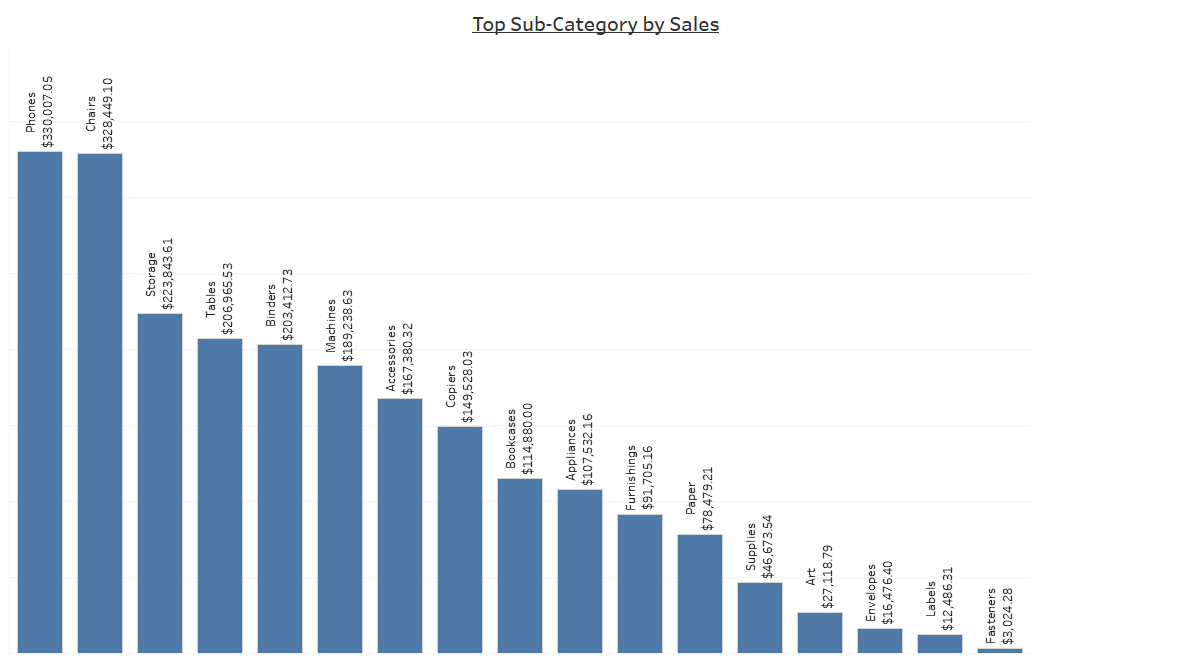 Top Sub-Category by Sales
Phones
$330,007.05
Chairs
$328,449.10
Storage
$223,843.61
Tables
$206,965.53
Binders
$203,412.73
Machines
$189,238.63
Accessories
$167,380.32
Copiers
$149,528.03
Bookcases
$114,880.00
Appliances
$107,532.16
Furnishings
$91,705.16
Paper
$78,479.21
Supplies
$46,673.54
Art
$27,118.79
Envelopes
$16,476.40
Labels
$12,486.31
Fasteners
$3,024.28